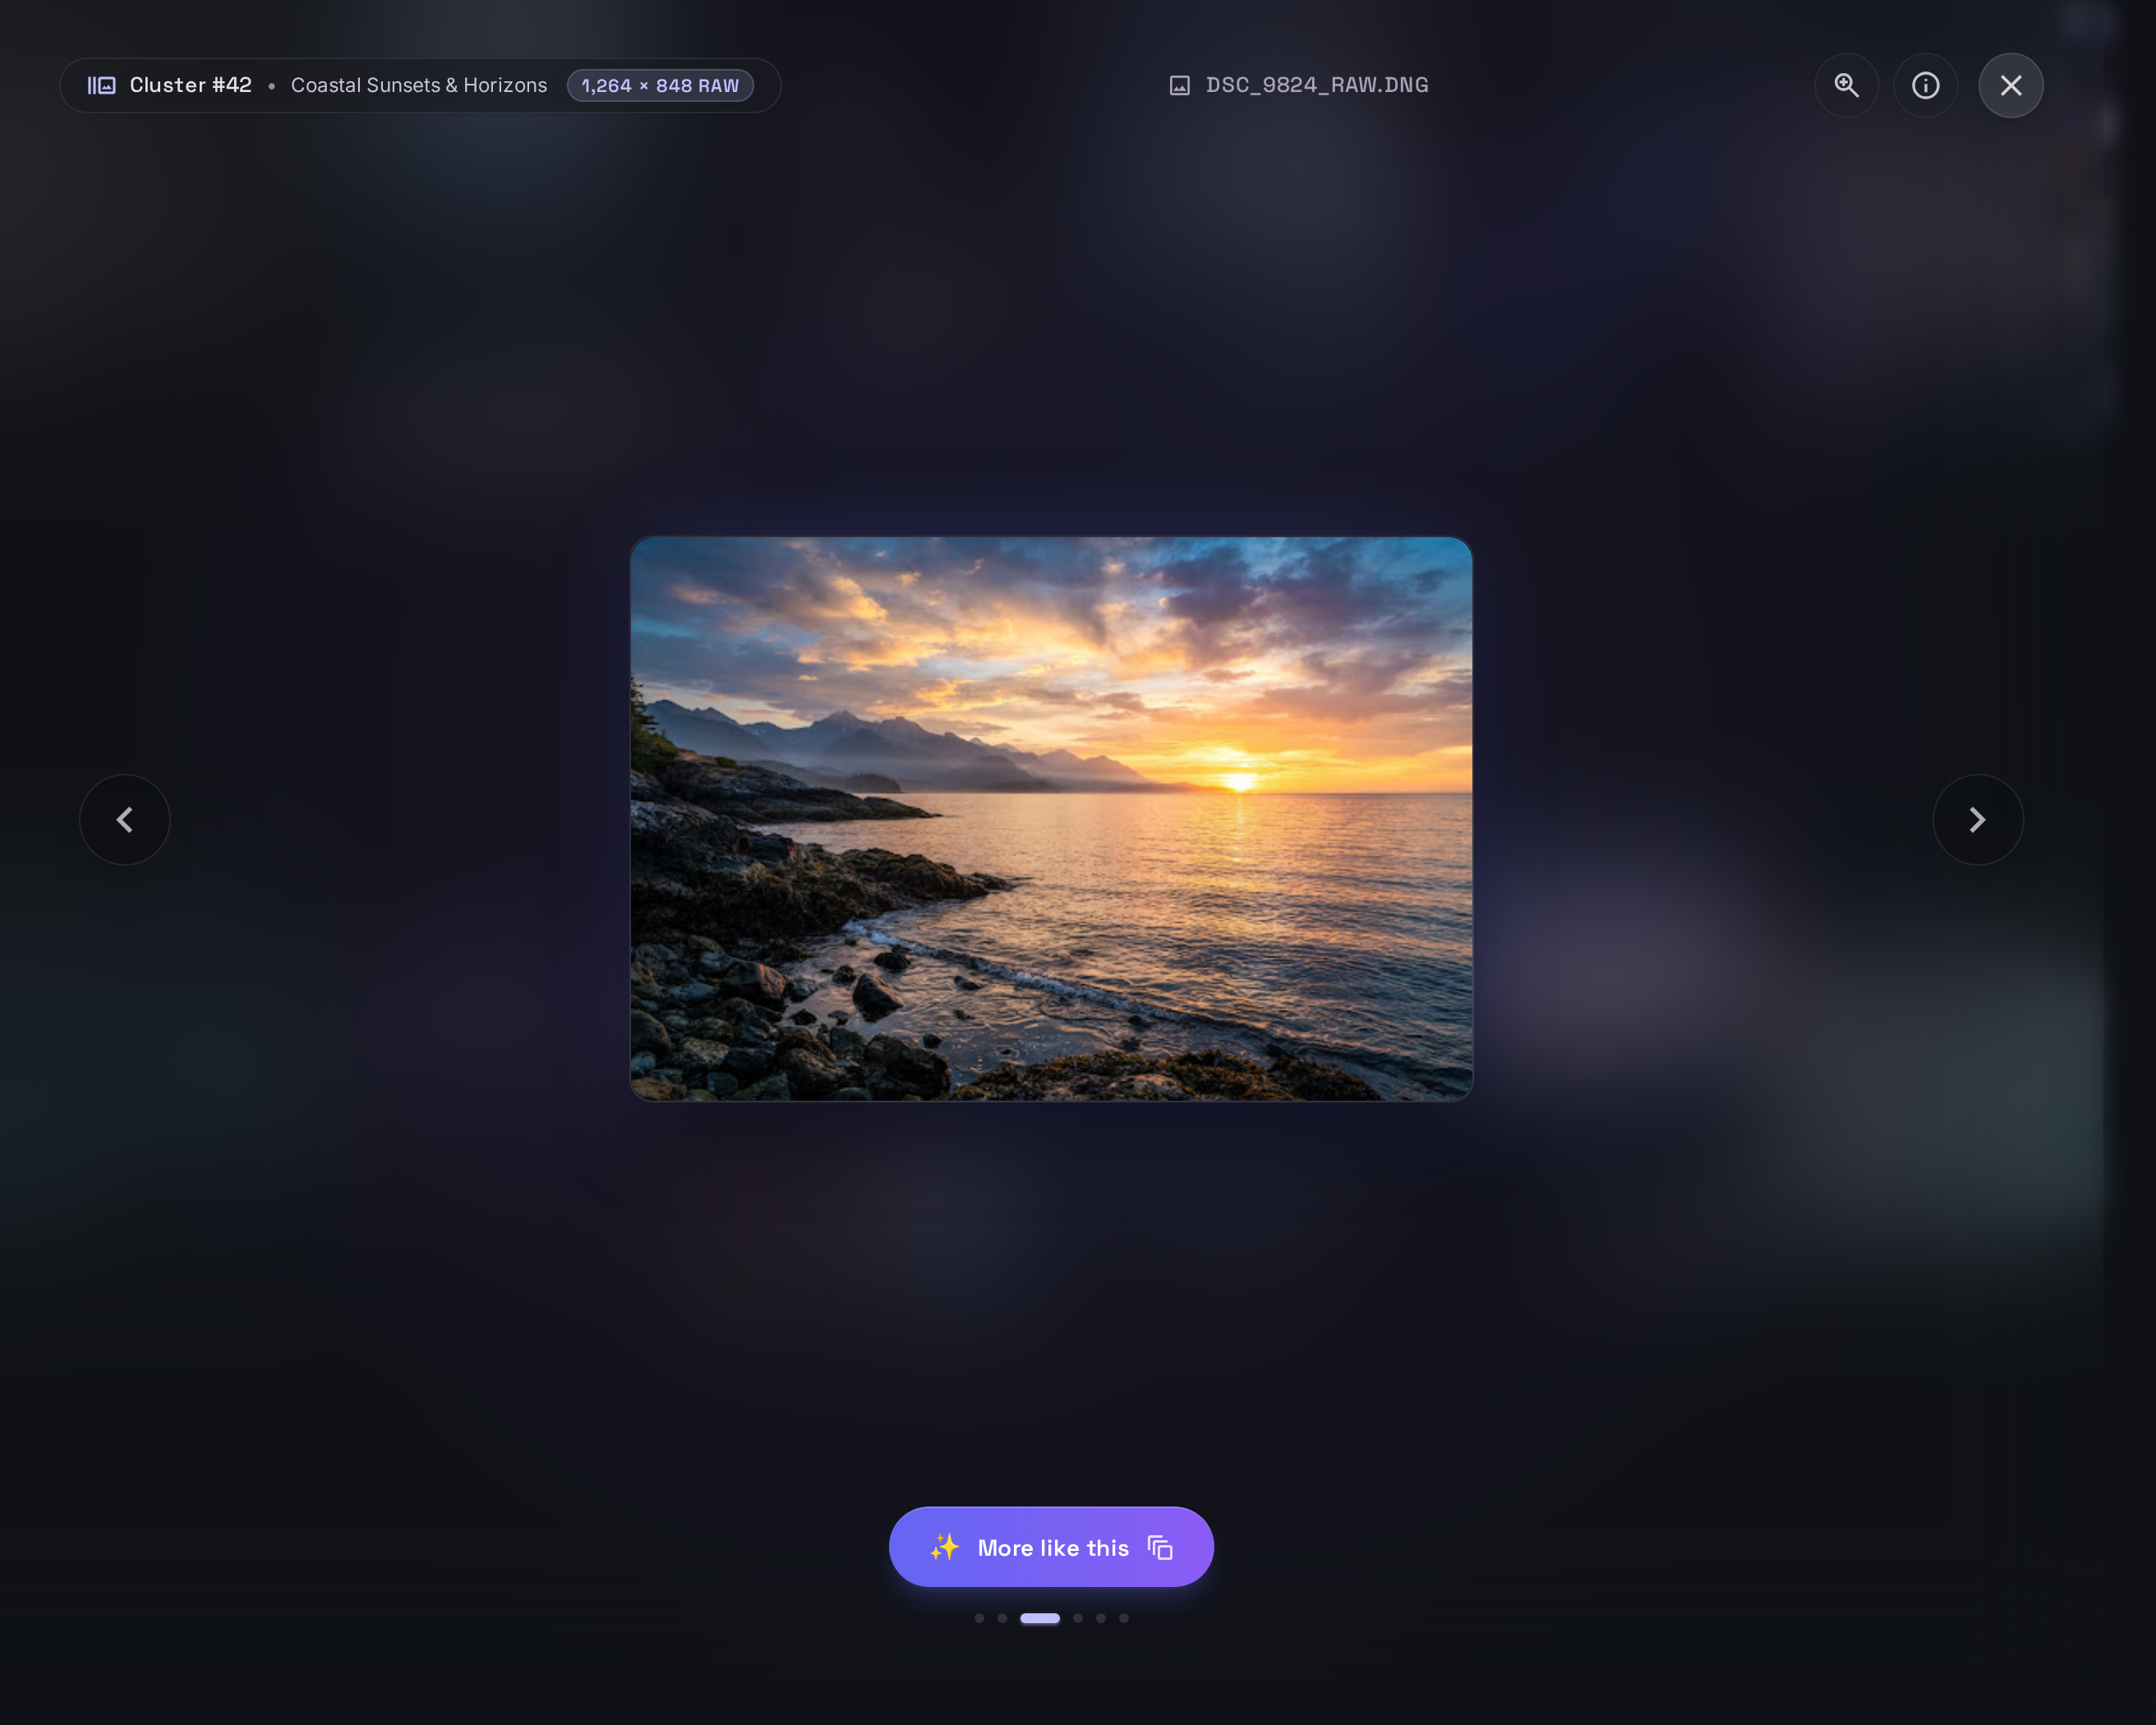 Cluster #42 • Coastal Sunsets & Horizons 1,264 × 848 RAW
DSC_9824_RAW.DNG
More like this